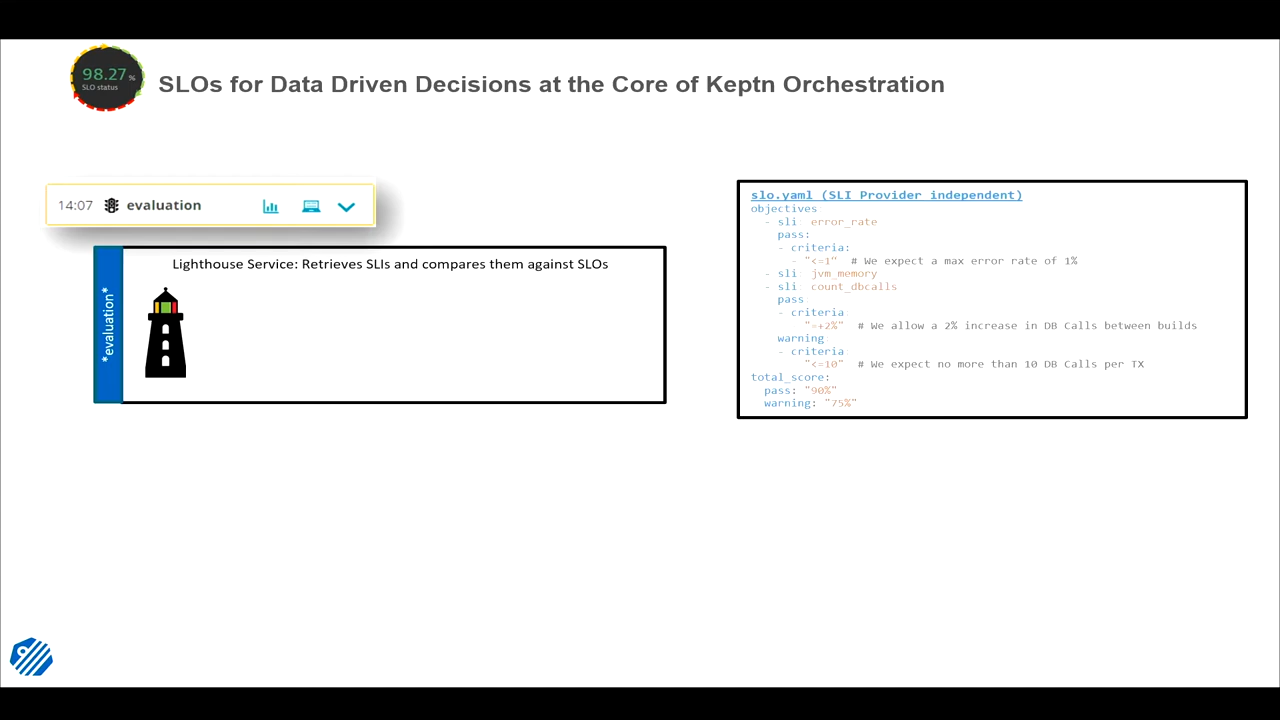 98.27 %
SLO status
SLOs for Data Driven Decisions at the Core of Keptn Orchestration
14:07 evaluation
*evaluation*
Lighthouse Service: Retrieves SLIs and compares them against SLOs
slo.yaml (SLI Provider independent)
objectives
- sli: error_rate
pass:
- criteria:
- "<=1" # We expect a max error rate of 1%
- sli: jvm_memory
- sli: count_dbcalls
pass
- criteria
"=+2%" # We allow a 2% increase in DB Calls between builds
warning
- criteria
"<=10" # We expect no more than 10 DB Calls per TX
total_score:
pass: "90%"
warning: "75%"